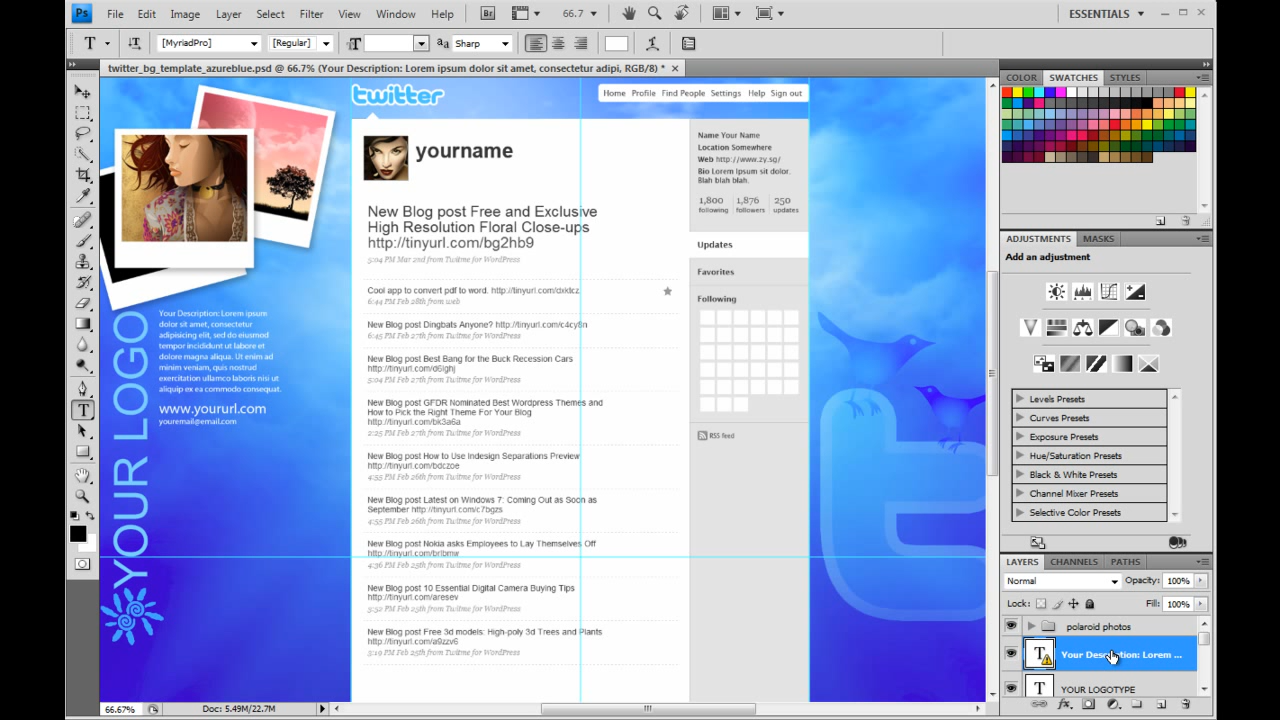 Ps File Edit Image Layer Select Filter View Window Help Br 66.7 ESSENTIALS
T [MyriadPro] [Regular] Sharp
twitter_bg_template_azureblue.psd @ 66.7% (Your Description: Lorem ipsum dolor sit amet, consectetur adipi, RGB/8) *
twitter
Home Profile Find People Settings Help Sign out
yourname
New Blog post Free and Exclusive
High Resolution Floral Close-ups
http://tinyurl.com/bg2hb9
5:04 PM Mar 2nd from Twitme for WordPress
Cool app to convert pdf to word. http://tinyurl.com/dxktcz
6:44 PM Feb 28th from web
New Blog post Dingbats Anyone? http://tinyurl.com/c4cy8n
6:45 PM Feb 27th from Twitme for WordPress
New Blog post Best Bang for the Buck Recession Cars
http://tinyurl.com/d6lghj
5:04 PM Feb 27th from Twitme for WordPress
New Blog post GFDR Nominated Best Wordpress Themes and
How to Pick the Right Theme For Your Blog
http://tinyurl.com/bk3a6a
2:25 PM Feb 27th from Twitme for WordPress
New Blog post How to Use Indesign Separations Preview
http://tinyurl.com/bdczoe
4:55 PM Feb 26th from Twitme for WordPress
New Blog post Latest on Windows 7: Coming Out as Soon as
September http://tinyurl.com/c7bgzs
4:55 PM Feb 26th from Twitme for WordPress
New Blog post Nokia asks Employees to Lay Themselves Off
http://tinyurl.com/brlbmw
4:36 PM Feb 25th from Twitme for WordPress
New Blog post 10 Essential Digital Camera Buying Tips
http://tinyurl.com/aresev
5:32 PM Feb 25th from Twitme for WordPress
New Blog post Free 3d models: High-poly 3d Trees and Plants
http://tinyurl.com/a9zzv6
3:19 PM Feb 25th from Twitme for WordPress
Name Your Name
Location Somewhere
Web http://www.zy.sg/
Bio Lorem Ipsum sit dolor.
Blah blah blah.
1,800 1,876 250
following followers updates
Updates
Favorites
Following
RSS feed
YOUR LOGO
Your Description: Lorem ipsum
dolor sit amet, consectetur
adipisicing elit, sed do eiusmod
tempor incididunt ut labore et
dolore magna aliqua. Ut enim ad
minim veniam, quis nostrud
exercitation ullamco laboris nisi ut
aliquip ex ea commodo consequat.
www.yoururl.com
youremail@email.com
COLOR SWATCHES STYLES
ADJUSTMENTS MASKS
Add an adjustment
Levels Presets
Curves Presets
Exposure Presets
Hue/Saturation Presets
Black & White Presets
Channel Mixer Presets
Selective Color Presets
LAYERS CHANNELS PATHS
Normal Opacity: 100%
Lock: Fill: 100%
polaroid photos
T Your Description: Lorem ...
T YOUR LOGOTYPE
66.67% Doc: 5.49M/22.7M